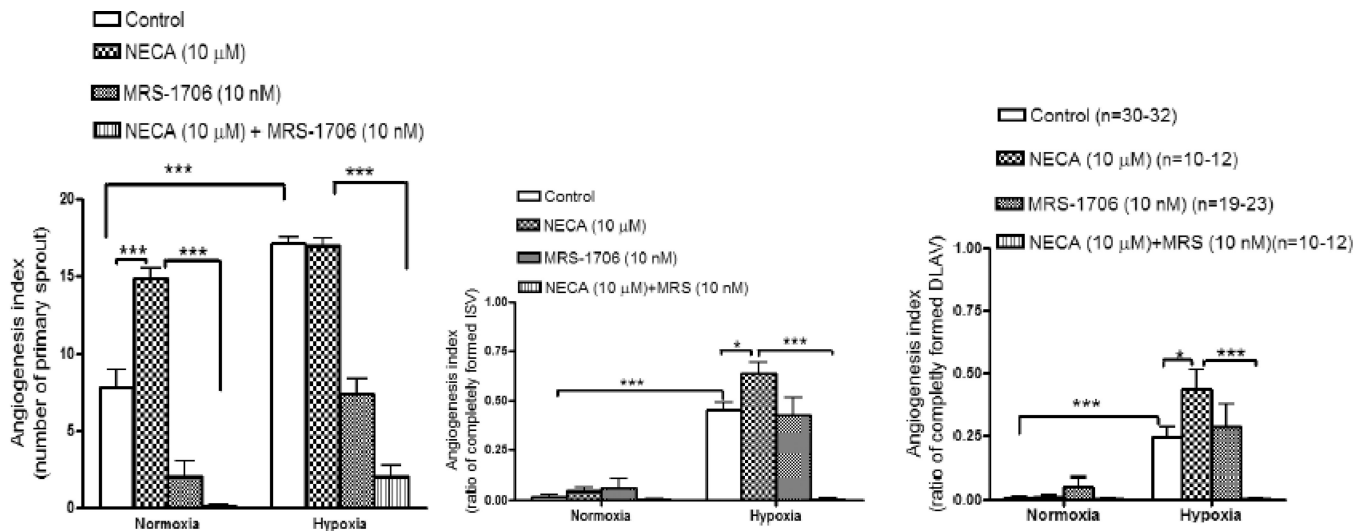 Control
NECA (10 µM)
MRS-1706 (10 nM)
NECA (10 µM) + MRS-1706 (10 nM)
***
***
***
***
20
15
10
5
0
Angiogenesis index
(number of primary sprout)
Normoxia
Hypoxia
Control
NECA (10 µM)
MRS-1706 (10 nM)
NECA (10 µM)+MRS (10 nM)
1.00
0.75
0.50
0.25
0.00
Angiogenesis index
(ratio of completely formed ISV)
***
*
***
Normoxia
Hypoxia
Control (n=30-32)
NECA (10 µM) (n=10-12)
MRS-1706 (10 nM) (n=19-23)
NECA (10 µM)+MRS (10 nM)(n=10-12)
1.00
0.75
0.50
0.25
0.00
Angiogenesis index
(ratio of completly formed DLAV)
***
*
***
Normoxia
Hypoxia